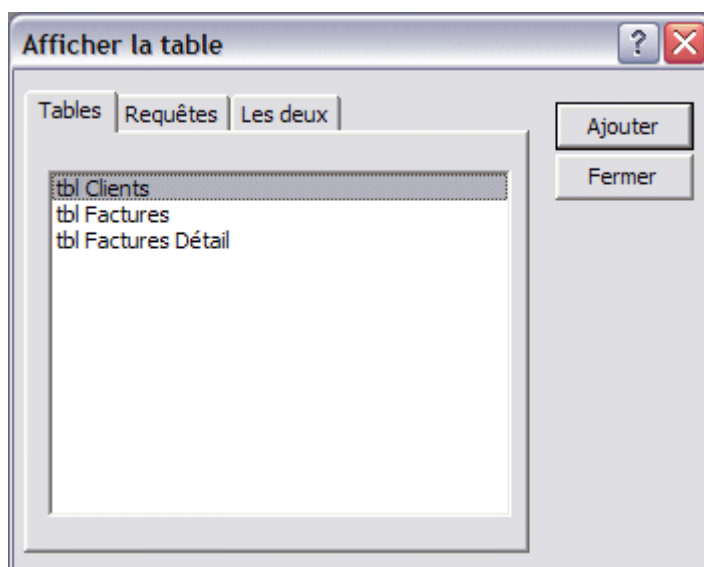 Afficher la table
Tables Requêtes Les deux
Ajouter
Fermer
tbl Clients
tbl Factures
tbl Factures Détail